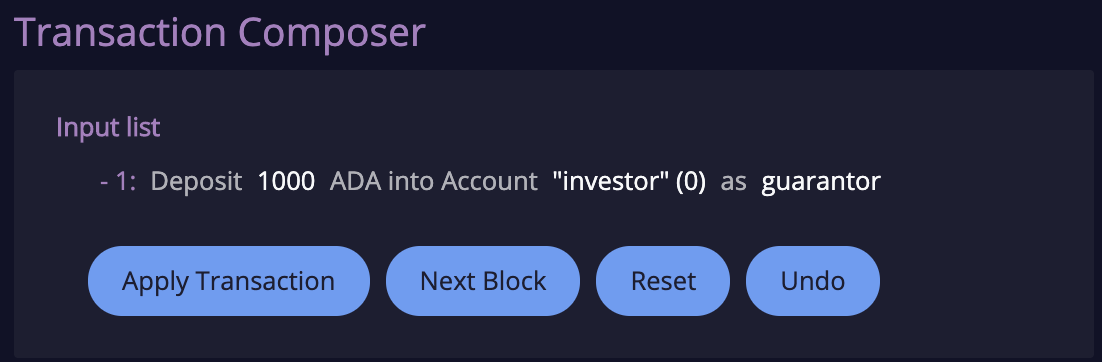 Transaction Composer
Input list
- 1: Deposit 1000 ADA into Account "investor" (0) as guarantor
Apply Transaction Next Block Reset Undo